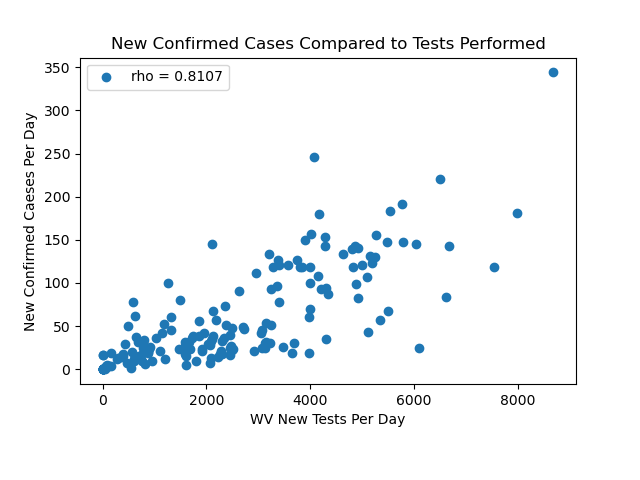 New Confirmed Cases Compared to Tests Performed
rho = 0.8107
350
300
250
200
150
100
50
0
New Confirmed Caeses Per Day
0 2000 4000 6000 8000
WV New Tests Per Day